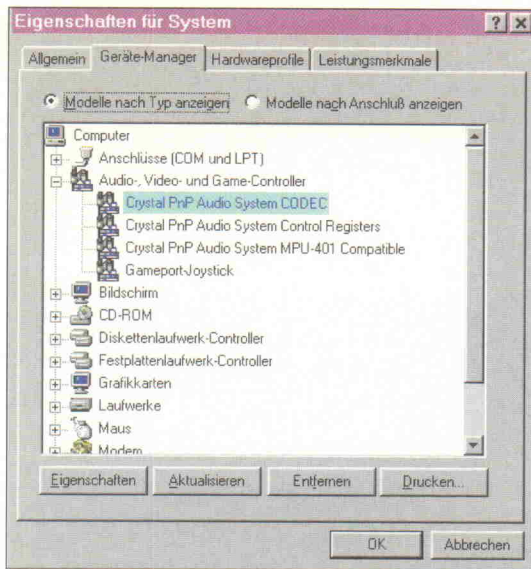 Eigenschaften für System
Allgemein Geräte-Manager Hardwareprofile Leistungsmerkmale
Modelle nach Typ anzeigen Modelle nach Anschluß anzeigen
Computer
Anschlüsse (COM und LPT)
Audio-, Video- und Game-Controller
Crystal PnP Audio System CODEC
Crystal PnP Audio System Control Registers
Crystal PnP Audio System MPU-401 Compatible
Gameport-Joystick
Bildschirm
CD-ROM
Diskettenlaufwerk-Controller
Festplattenlaufwerk-Controller
Grafikkarten
Laufwerke
Maus
Modem
Eigenschaften Aktualisieren Entfernen Drucken...
OK Abbrechen